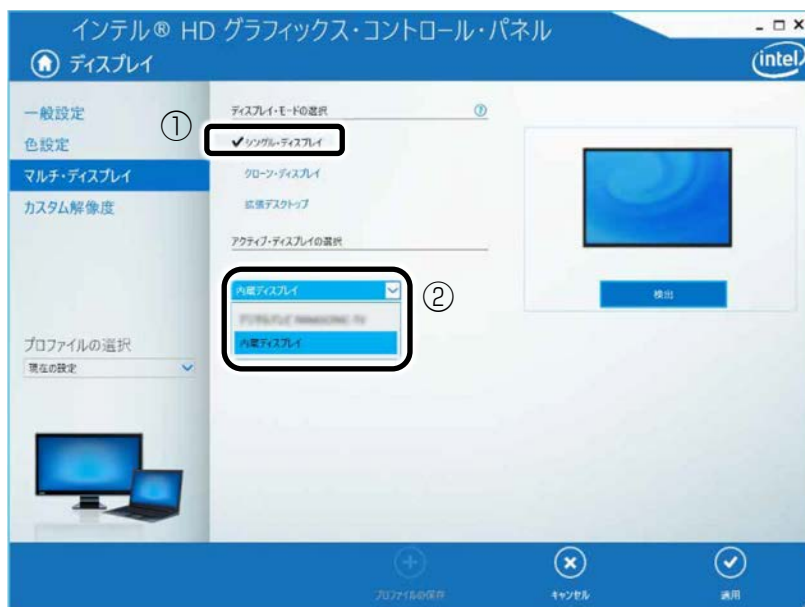 インテル® HD グラフィックス・コントロール・パネル
ディスプレイ
intel
一般設定
色設定
マルチ・ディスプレイ
カスタム解像度
プロファイルの選択
現在の設定
①
ディスプレイ・モードの選択
?
シングル・ディスプレイ
クローン・ディスプレイ
拡張デスクトップ
アクティブ・ディスプレイの選択
内蔵ディスプレイ
②
内蔵ディスプレイ
検出
プロファイルの保存
キャンセル
適用